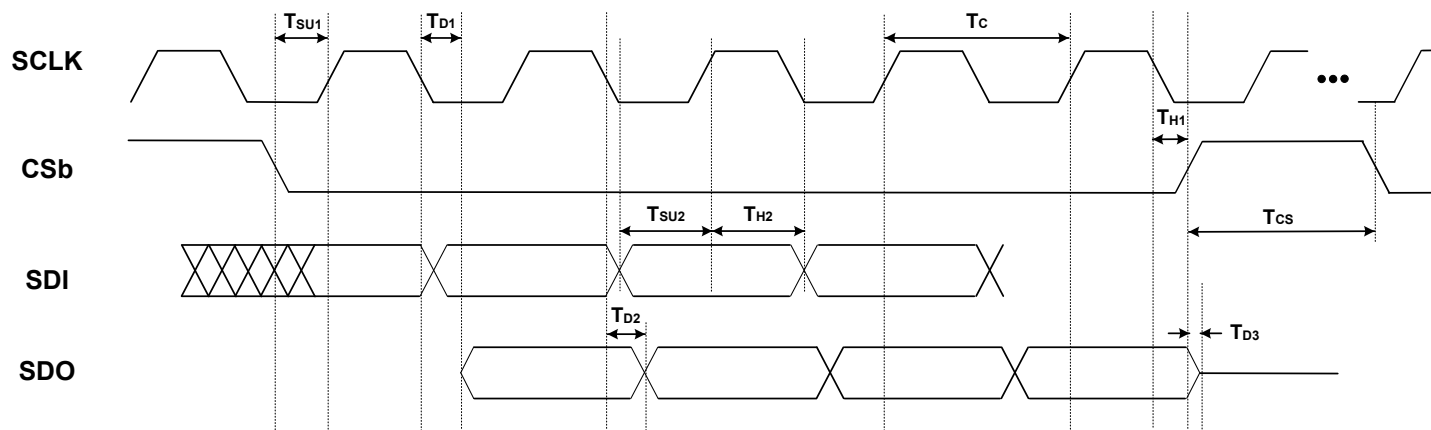 TSU1
TD1
TC
SCLK
•••
TH1
CSb
TSU2
TH2
TCS
SDI
TD2
TD3
SDO